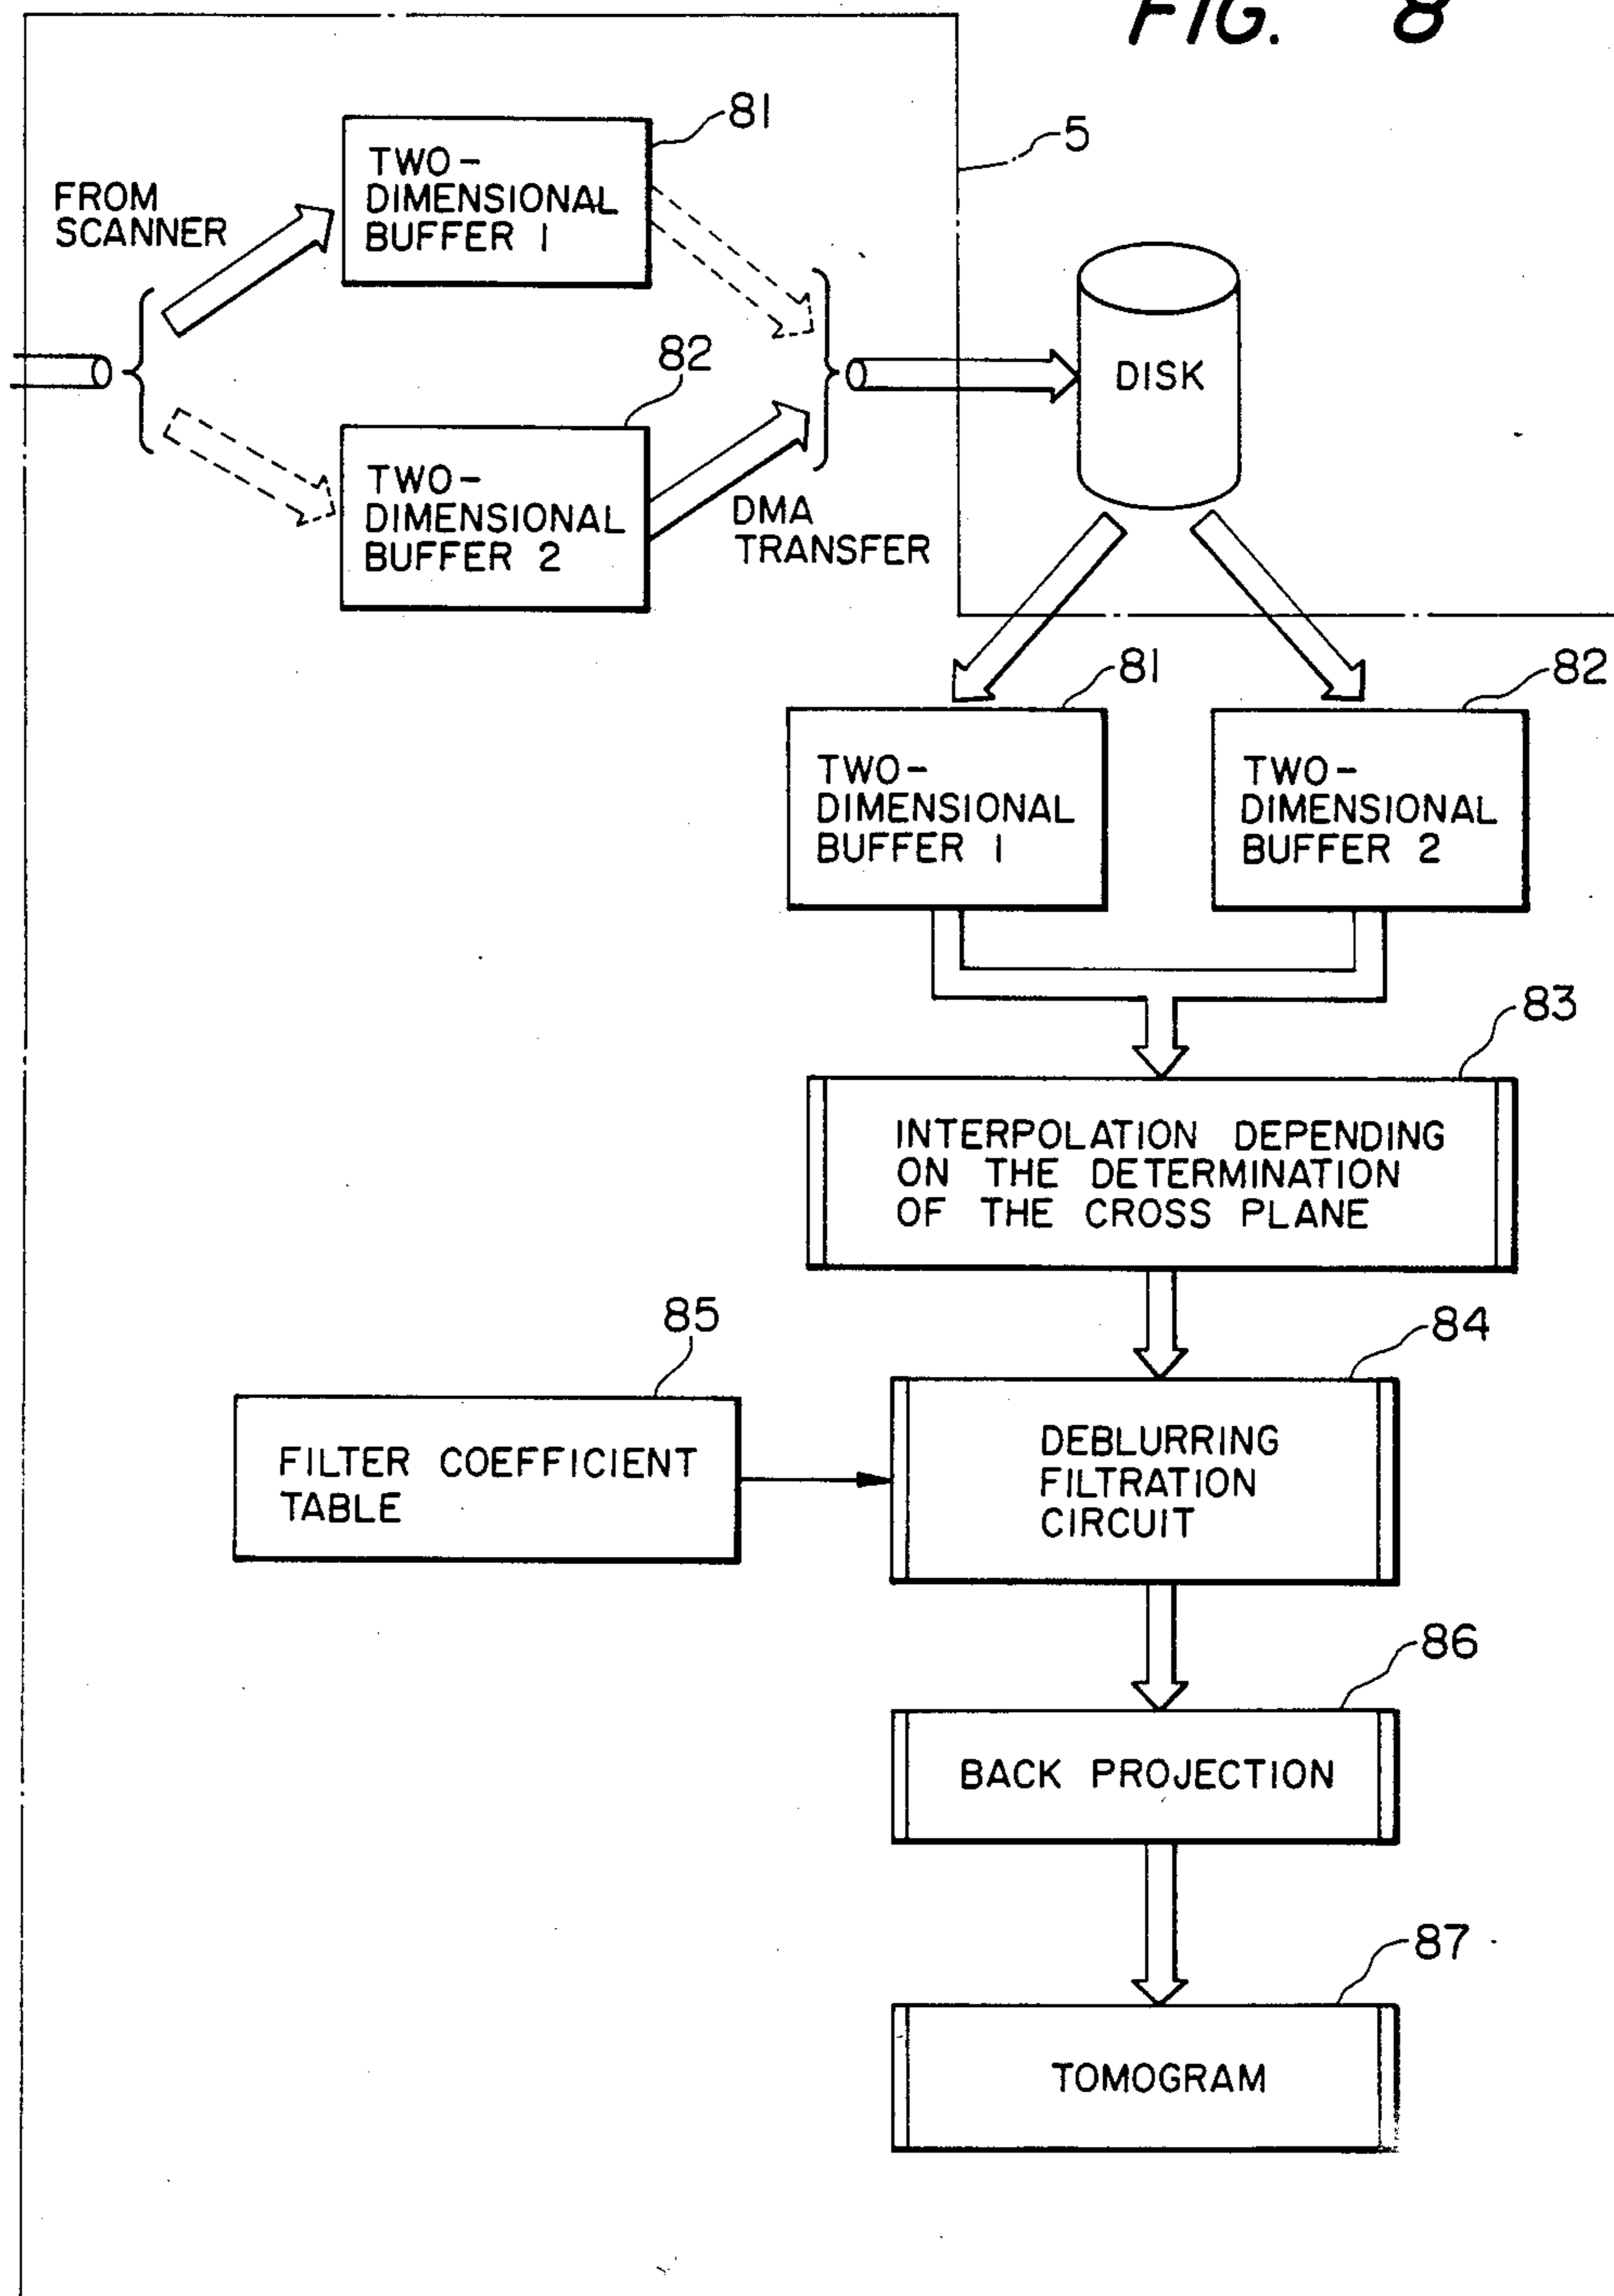 FIG. 8
81
TWO-
DIMENSIONAL
BUFFER 1
5
FROM
SCANNER
82
DISK
TWO-
DIMENSIONAL
BUFFER 2
DMA
TRANSFER
81
82
TWO-
DIMENSIONAL
BUFFER 1
TWO-
DIMENSIONAL
BUFFER 2
83
INTERPOLATION DEPENDING
ON THE DETERMINATION
OF THE CROSS PLANE
85
84
FILTER COEFFICIENT
TABLE
DEBLURRING
FILTRATION
CIRCUIT
86
BACK PROJECTION
87
TOMOGRAM